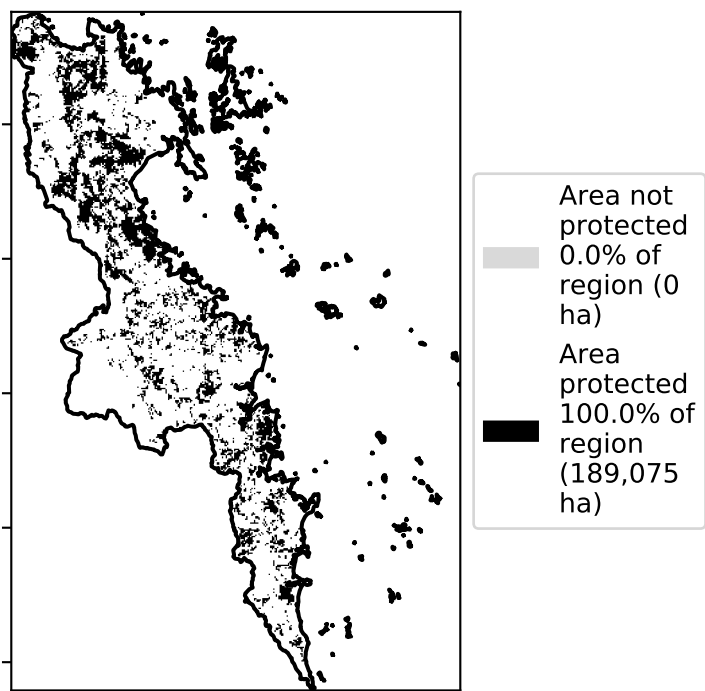 Area not
protected
0.0% of
region (0
ha)
Area
protected
100.0% of
region
(189,075
ha)